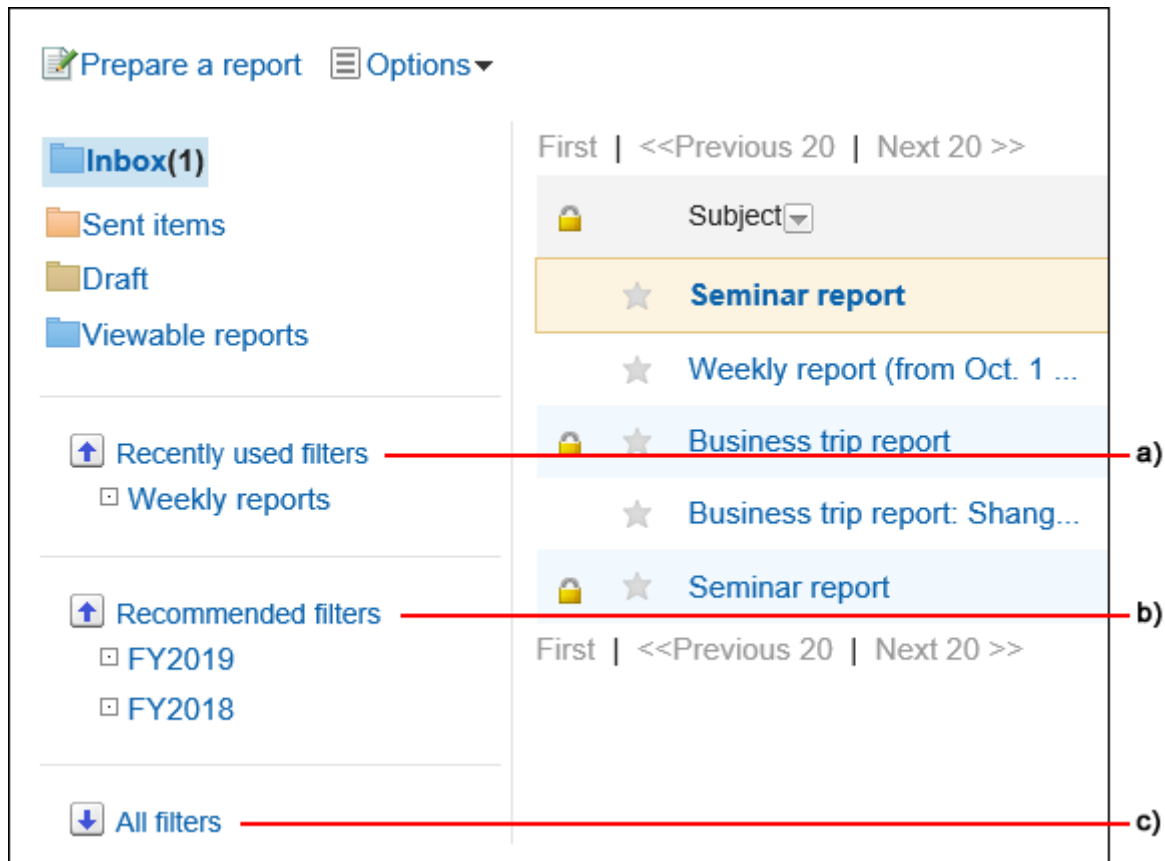 Prepare a report Options
Inbox(1)
Sent items
Draft
Viewable reports
Recently used filters
Weekly reports
Recommended filters
FY2019
FY2018
All filters
First | <<Previous 20 | Next 20 >>
Subject
Seminar report
Weekly report (from Oct. 1 ...
Business trip report
Business trip report: Shang...
Seminar report
First | <<Previous 20 | Next 20 >>
a)
b)
c)